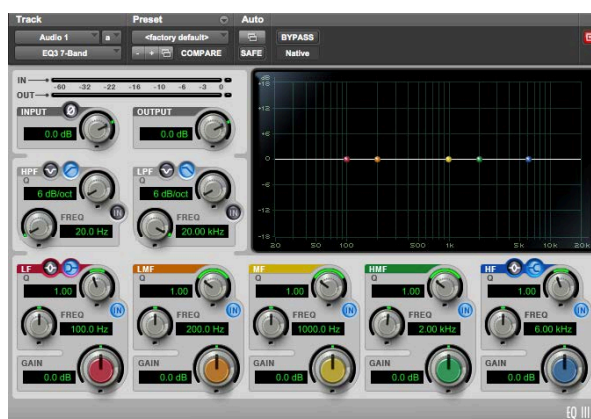 Track Preset Auto
Audio 1 a <factory default> BYPASS
EQ3 7-Band - + COMPARE SAFE Native
IN -60 -32 -22 -16 -10 -6 -3 0
OUT
INPUT Ø OUTPUT
0.0 dB 0.0 dB
HPF LPF
Q Q
6 dB/oct 6 dB/oct
IN IN
FREQ FREQ
20.0 Hz 20.00 kHz
dB
+18
+12
+6
0
-6
-12
-18
20 50 100 500 1k 5k 10k 20k
LF LMF MF HMF HF
Q Q Q Q Q
1.00 1.00 1.00 1.00 1.00
IN IN IN IN IN
FREQ FREQ FREQ FREQ FREQ
100.0 Hz 200.0 Hz 1000.0 Hz 2.00 kHz 6.00 kHz
GAIN GAIN GAIN GAIN GAIN
0.0 dB 0.0 dB 0.0 dB 0.0 dB 0.0 dB
EQ III